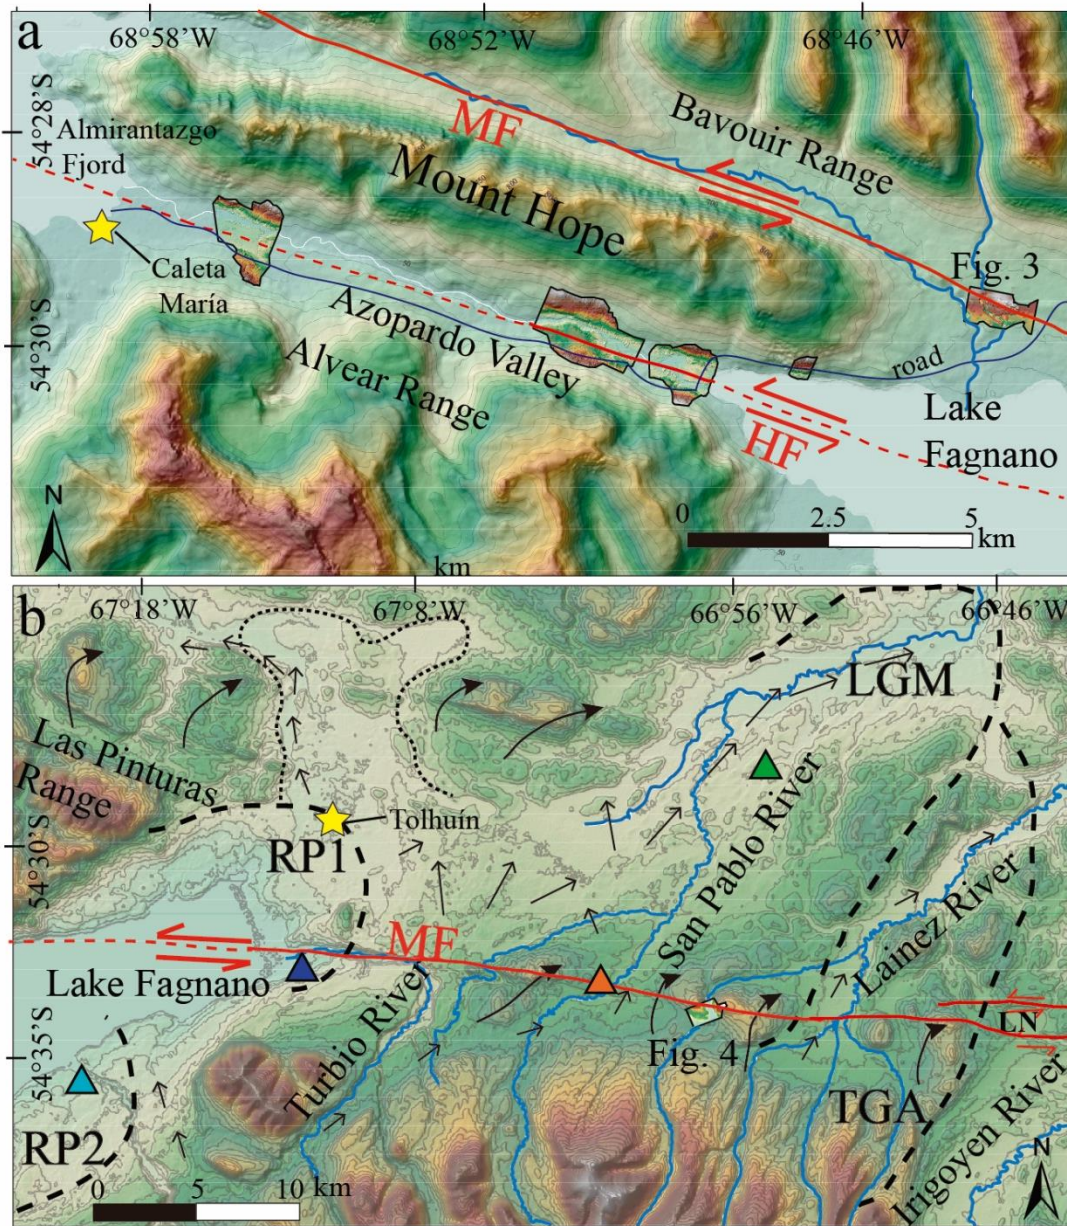 a
68°58'W
68°52'W
68°46'W
54°28'S
Almirantazgo
Fjord
MF
Bavouir Range
Mount Hope
Fig. 3
Caleta
María
Azopardo Valley
54°30'S
Alvear Range
road
Lake
Fagnano
HF
N
0
2.5
5
km
km
b
67°18'W
67°8'W
66°56'W
66°46'W
LGM
Las Pinturas
Range
Tolhuin
RP1
54°30'S
San Pablo River
Lainez River
MF
Lake Fagnano
LN
Turbio River
Fig. 4
54°35'S
TGA
RP2
Irigoyen River
N
0
5
10 km